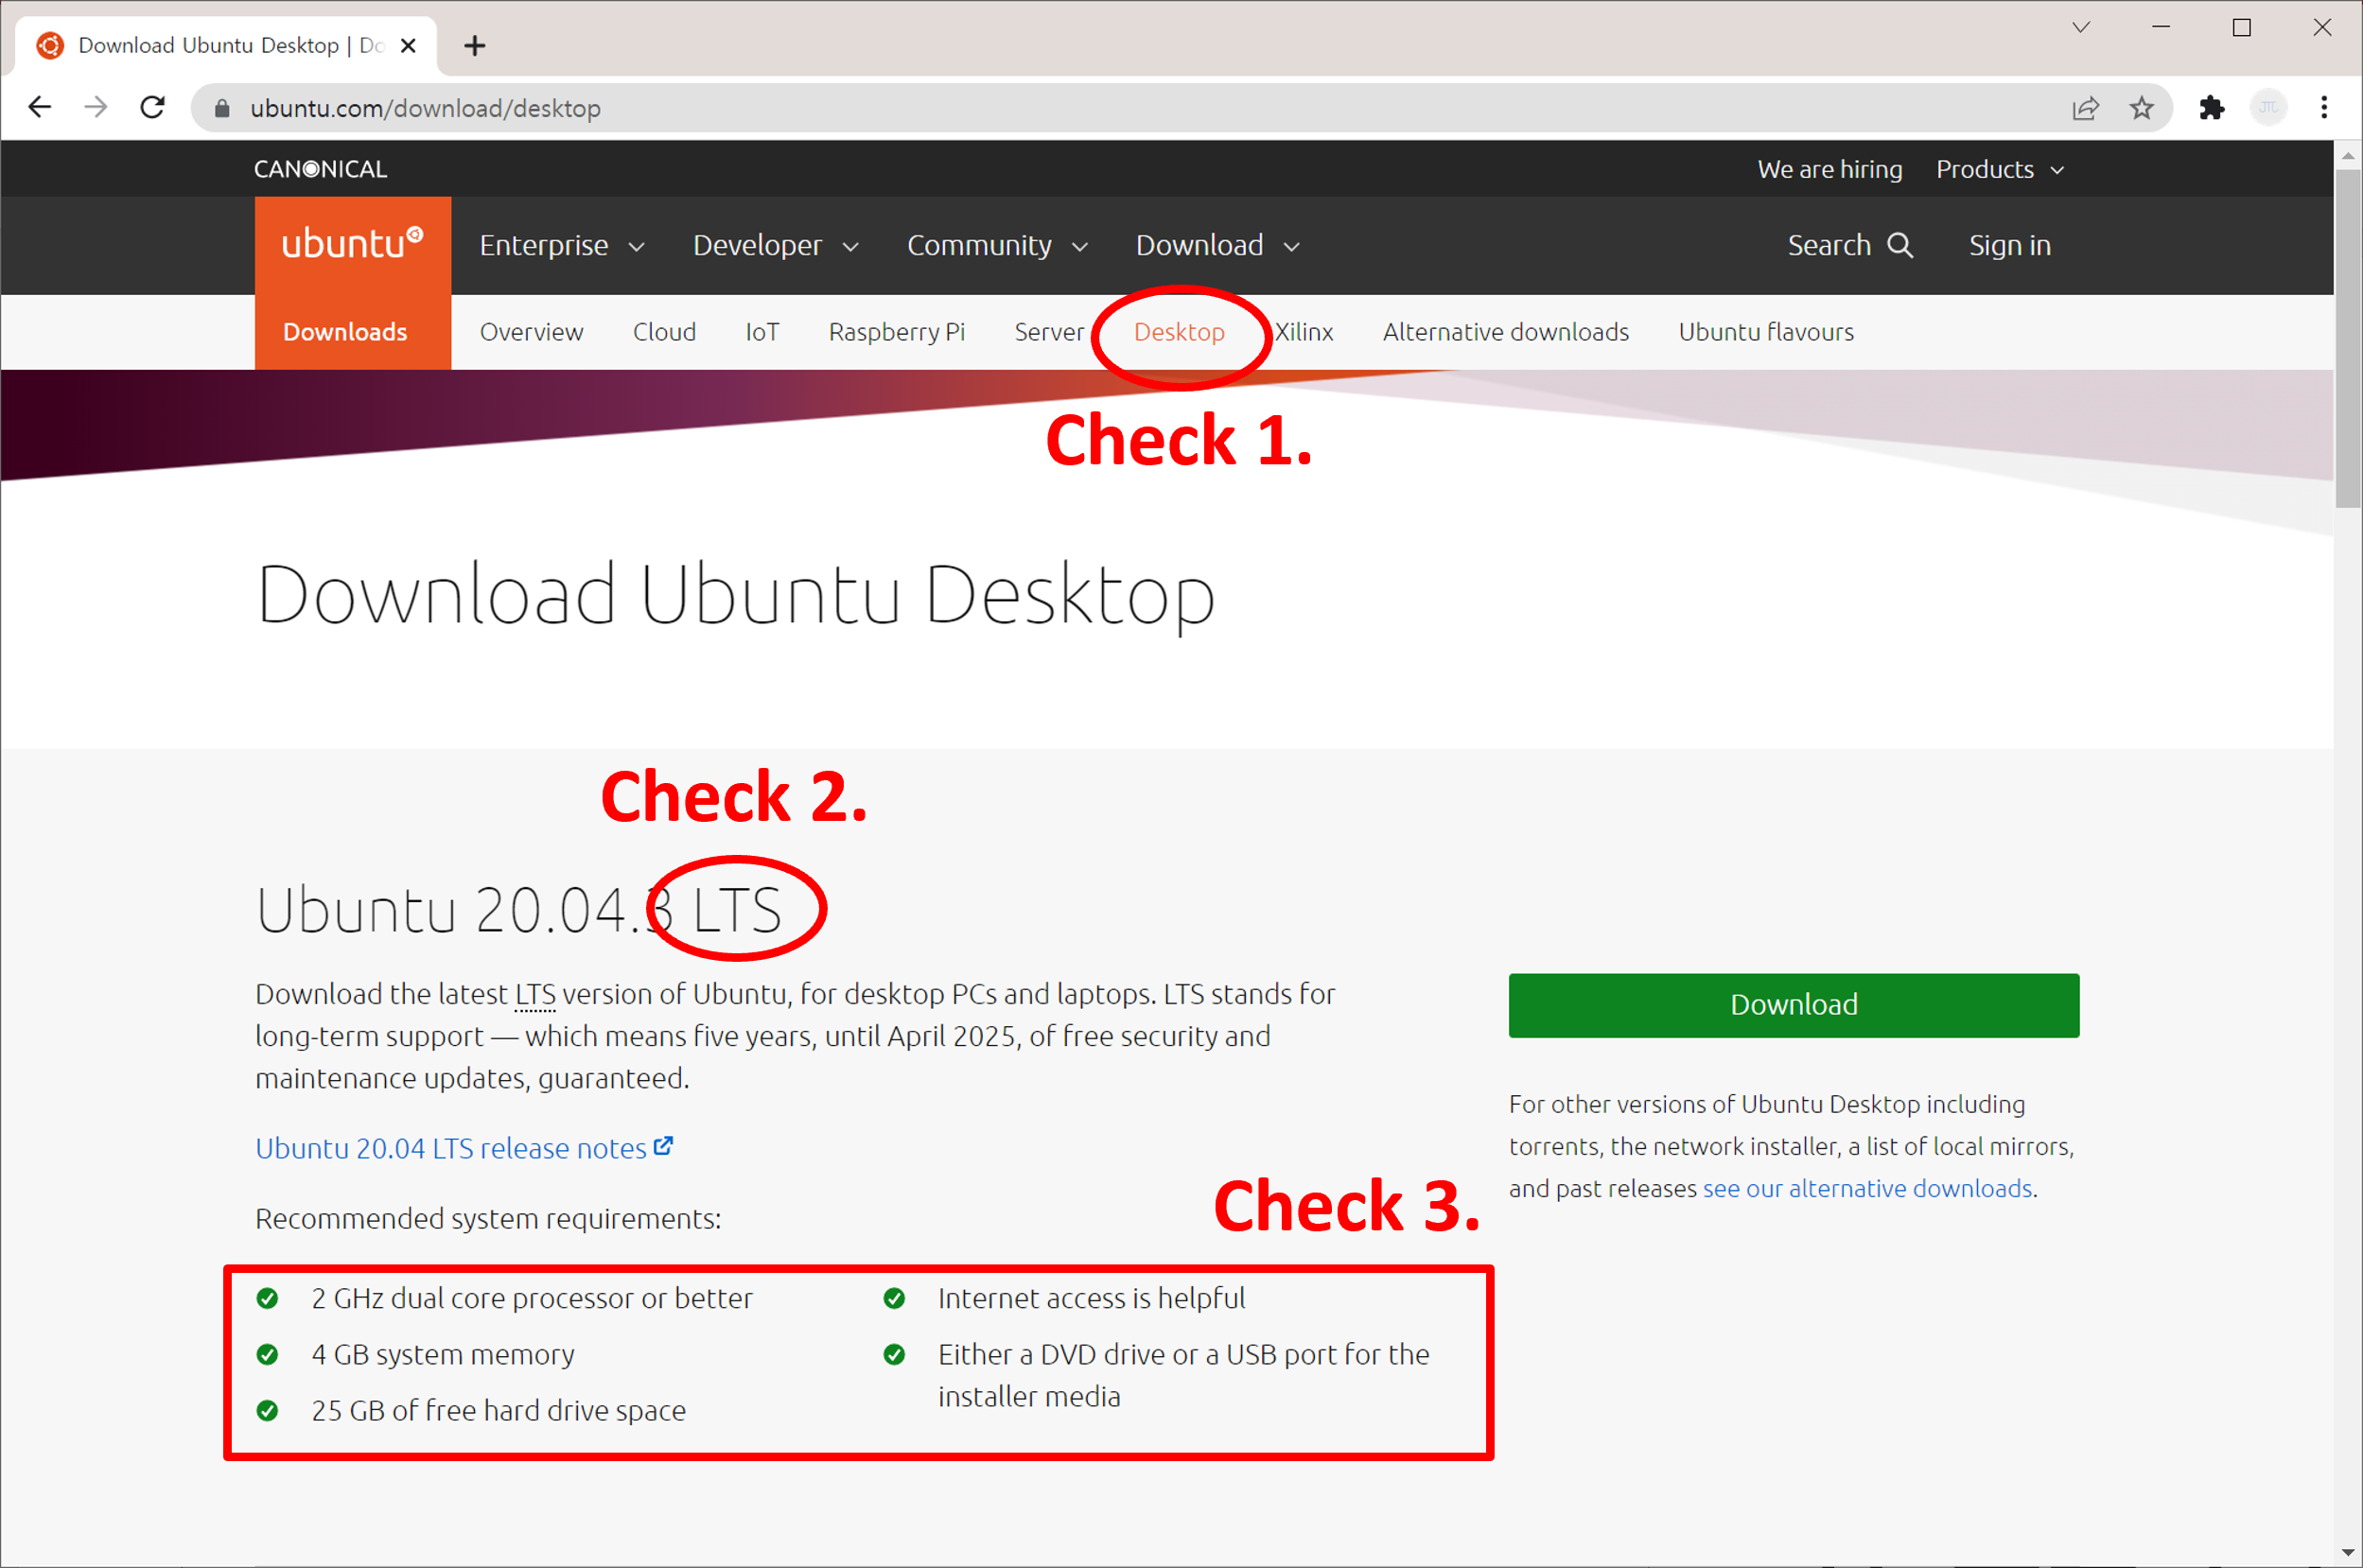 Download Ubuntu Desktop | Do
ubuntu.com/download/desktop
CANONICAL
We are hiring
Products
ubuntu
Enterprise
Developer
Community
Download
Search
Sign in
Downloads
Overview
Cloud
IoT
Raspberry Pi
Server
Desktop
Xilinx
Alternative downloads
Ubuntu flavours
Check 1.
Download Ubuntu Desktop
Check 2.
Ubuntu 20.04.3 LTS
Download the latest LTS version of Ubuntu, for desktop PCs and laptops. LTS stands for
long-term support — which means five years, until April 2025, of free security and
maintenance updates, guaranteed.
Ubuntu 20.04 LTS release notes
Recommended system requirements:
Download
For other versions of Ubuntu Desktop including
torrents, the network installer, a list of local mirrors,
and past releases see our alternative downloads.
Check 3.
2 GHz dual core processor or better
4 GB system memory
25 GB of free hard drive space
Internet access is helpful
Either a DVD drive or a USB port for the
installer media